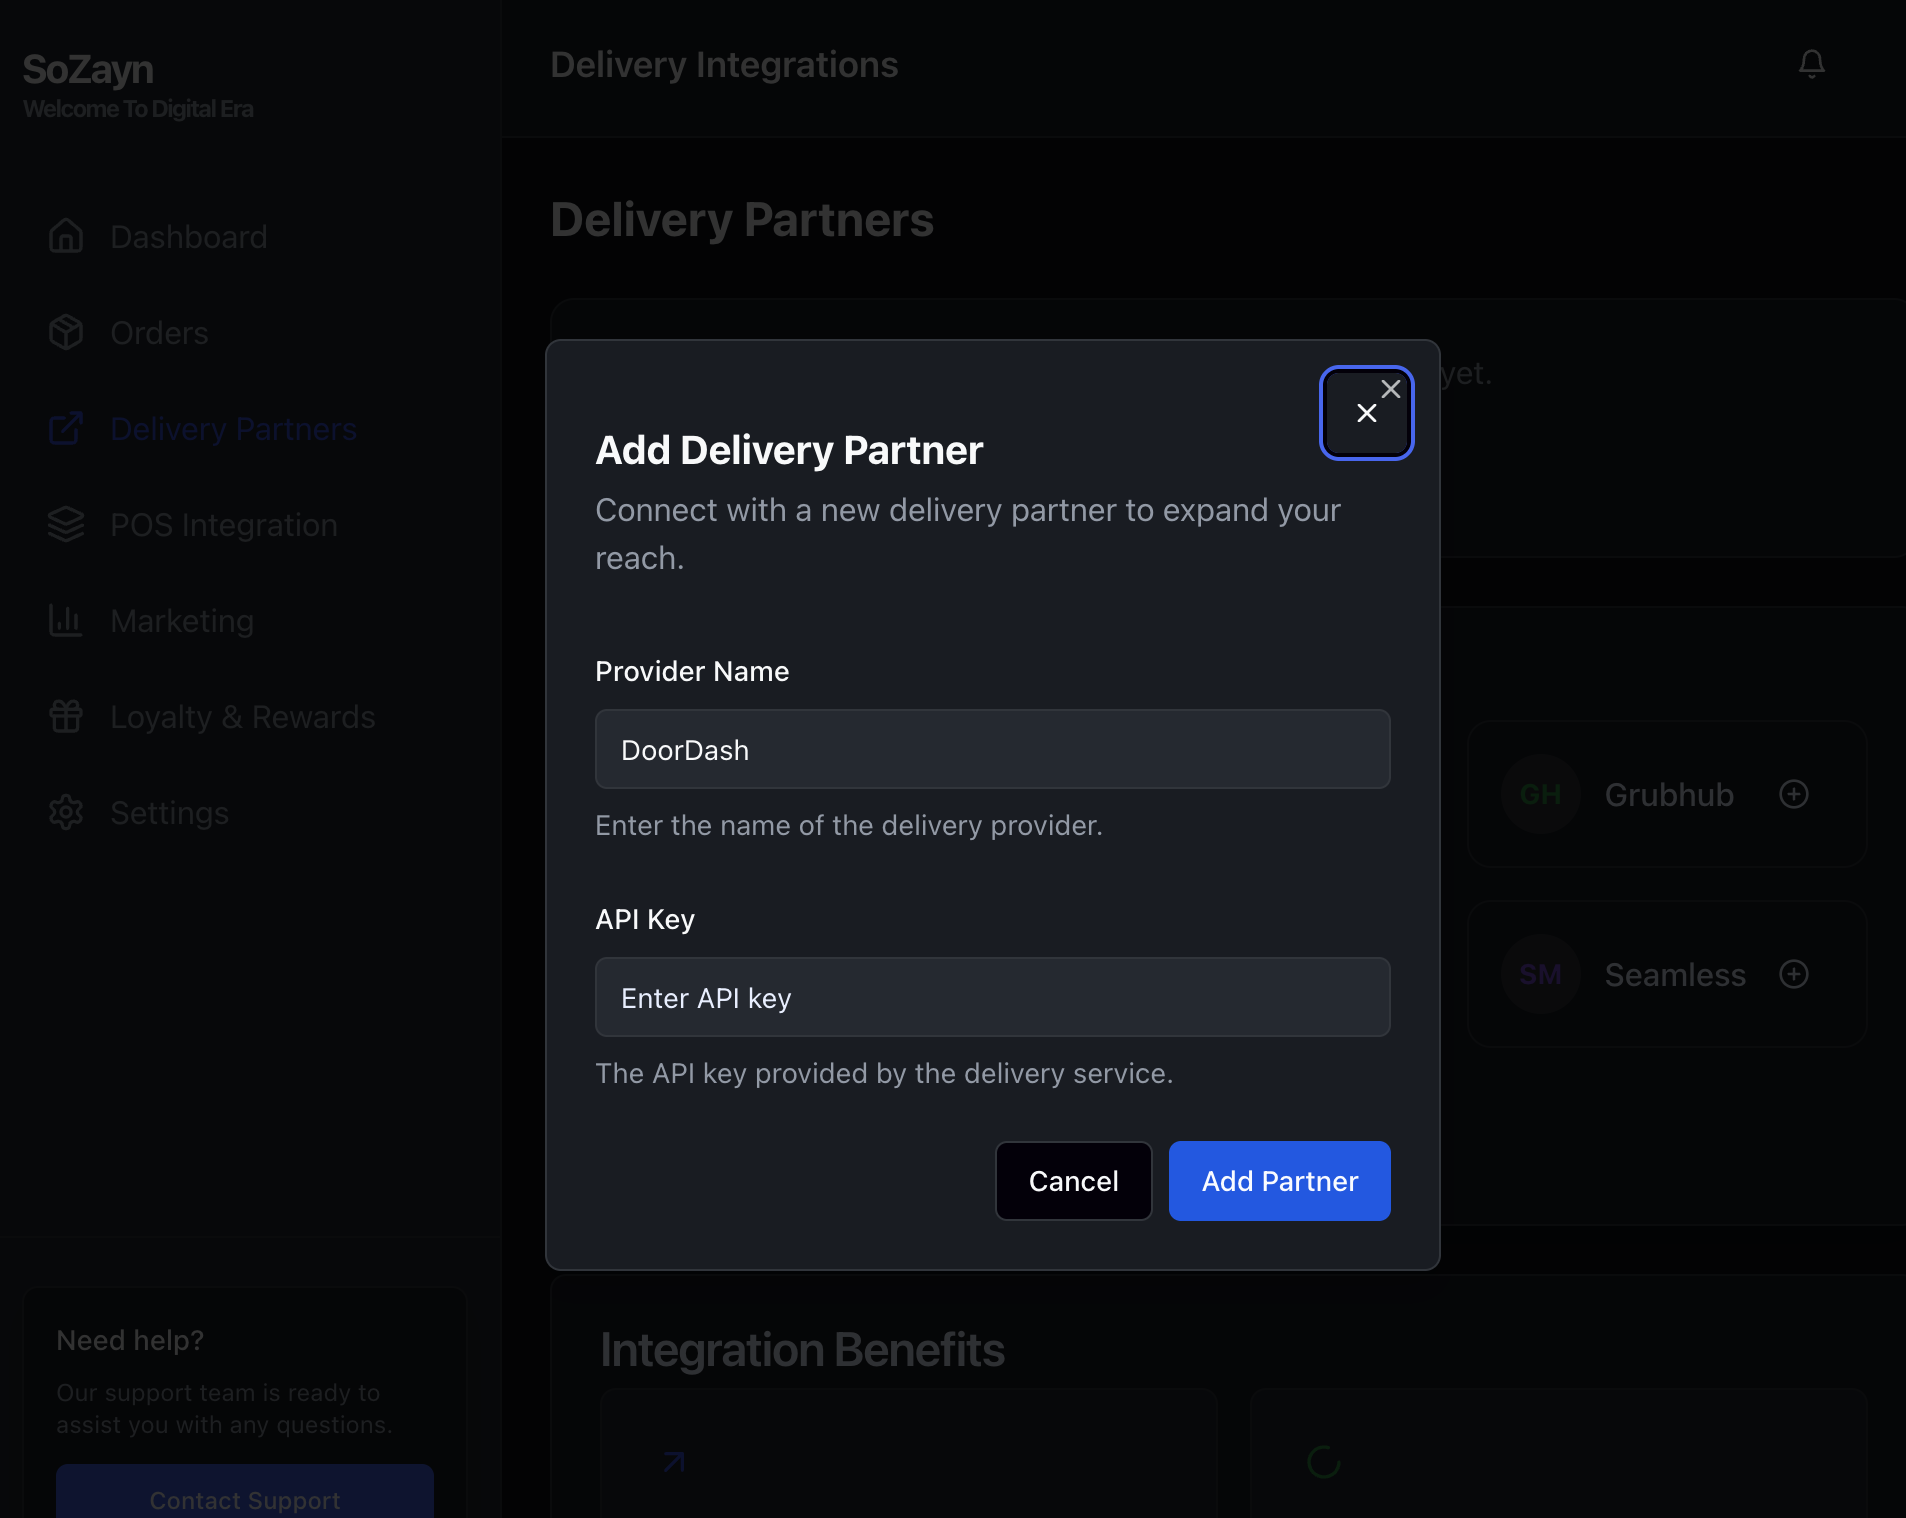 SoZayn
Welcome To Digital Era
Dashboard
Orders
Delivery Partners
POS Integration
Marketing
Loyalty & Rewards
Settings
Need help?
Our support team is ready to
assist you with any questions.
Contact Support
Delivery Integrations
Delivery Partners
yet.
Add Delivery Partner
Connect with a new delivery partner to expand your
reach.
Provider Name
DoorDash
Enter the name of the delivery provider.
API Key
Enter API key
The API key provided by the delivery service.
Cancel
Add Partner
GH
Grubhub
SM
Seamless
Integration Benefits